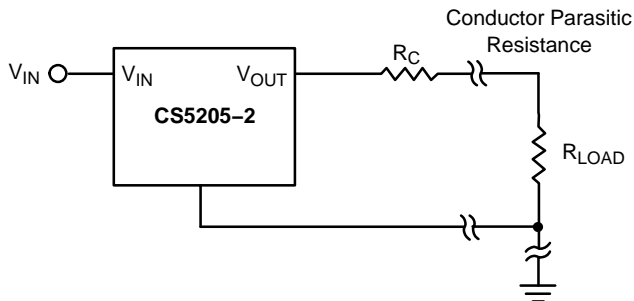 Conductor Parasitic
Resistance
R_C
V_IN
V_IN
V_OUT
CS5205−2
R_LOAD